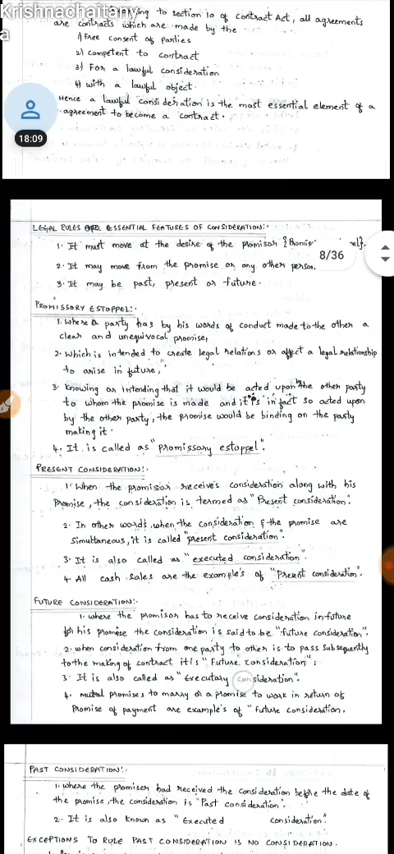 Krishnachaitany
a
ing to section 10 of contract Act, all agreements
are contracts which are made by the
1) Free consent of parties
2) competent to contract
3) For a lawful consideration
4) with a lawful object.
Hence a lawful consideration is the most essential element of a
agreement to become a contract.
18:09
LEGAL RULES OR ESSENTIAL FEATURES OF CONSIDERATION:-
1. It must move at the desire of the promisor {Promis rel}.
8/36
2. It may move from the promise or any other person.
3. It may be past, present or future.
PROMISSORY ESTOPPEL:-
1. Where a party has by his words of conduct made to the other a
clear and unequivocal promise,
2. Which is intended to create legal relations or affect a legal relationship
to arise in future,
3. Knowing or intending that it would be acted upon the other party
to whom the promise is made and it is in fact so acted upon
by the other party, the promise would be binding on the party
making it.
4. It is called as "promissory estoppel".
PRESENT CONSIDERATION:-
1. When the promisor receive's consideration along with his
Promise, the consideration is termed as "Present consideration".
2. In other words, when the consideration & the promise are
simultaneous, it is called "present consideration".
3. It is also called as "executed consideration".
4. All cash sales are the example's of "Present consideration".
FUTURE CONSIDERATION:-
1. where the promisor has to receive consideration in future
for his promise the consideration is said to be "future consideration".
2. when consideration from one party to other is to pass subsequently
to the making of contract it is "Future consideration":
3. It is also called as "executary consideration".
4. mutual promises to marry or a promise to work in return of
Promise of payment are example's of "Future consideration.
PAST CONSIDERATION:-
1. where the promisor had received the consideration before the date of
the promise, the consideration is "Past consideration".
2. It is also known as "Executed consideration".
EXCEPTIONS TO RULE PAST CONSIDERATION IS NO CONSIDERATION.